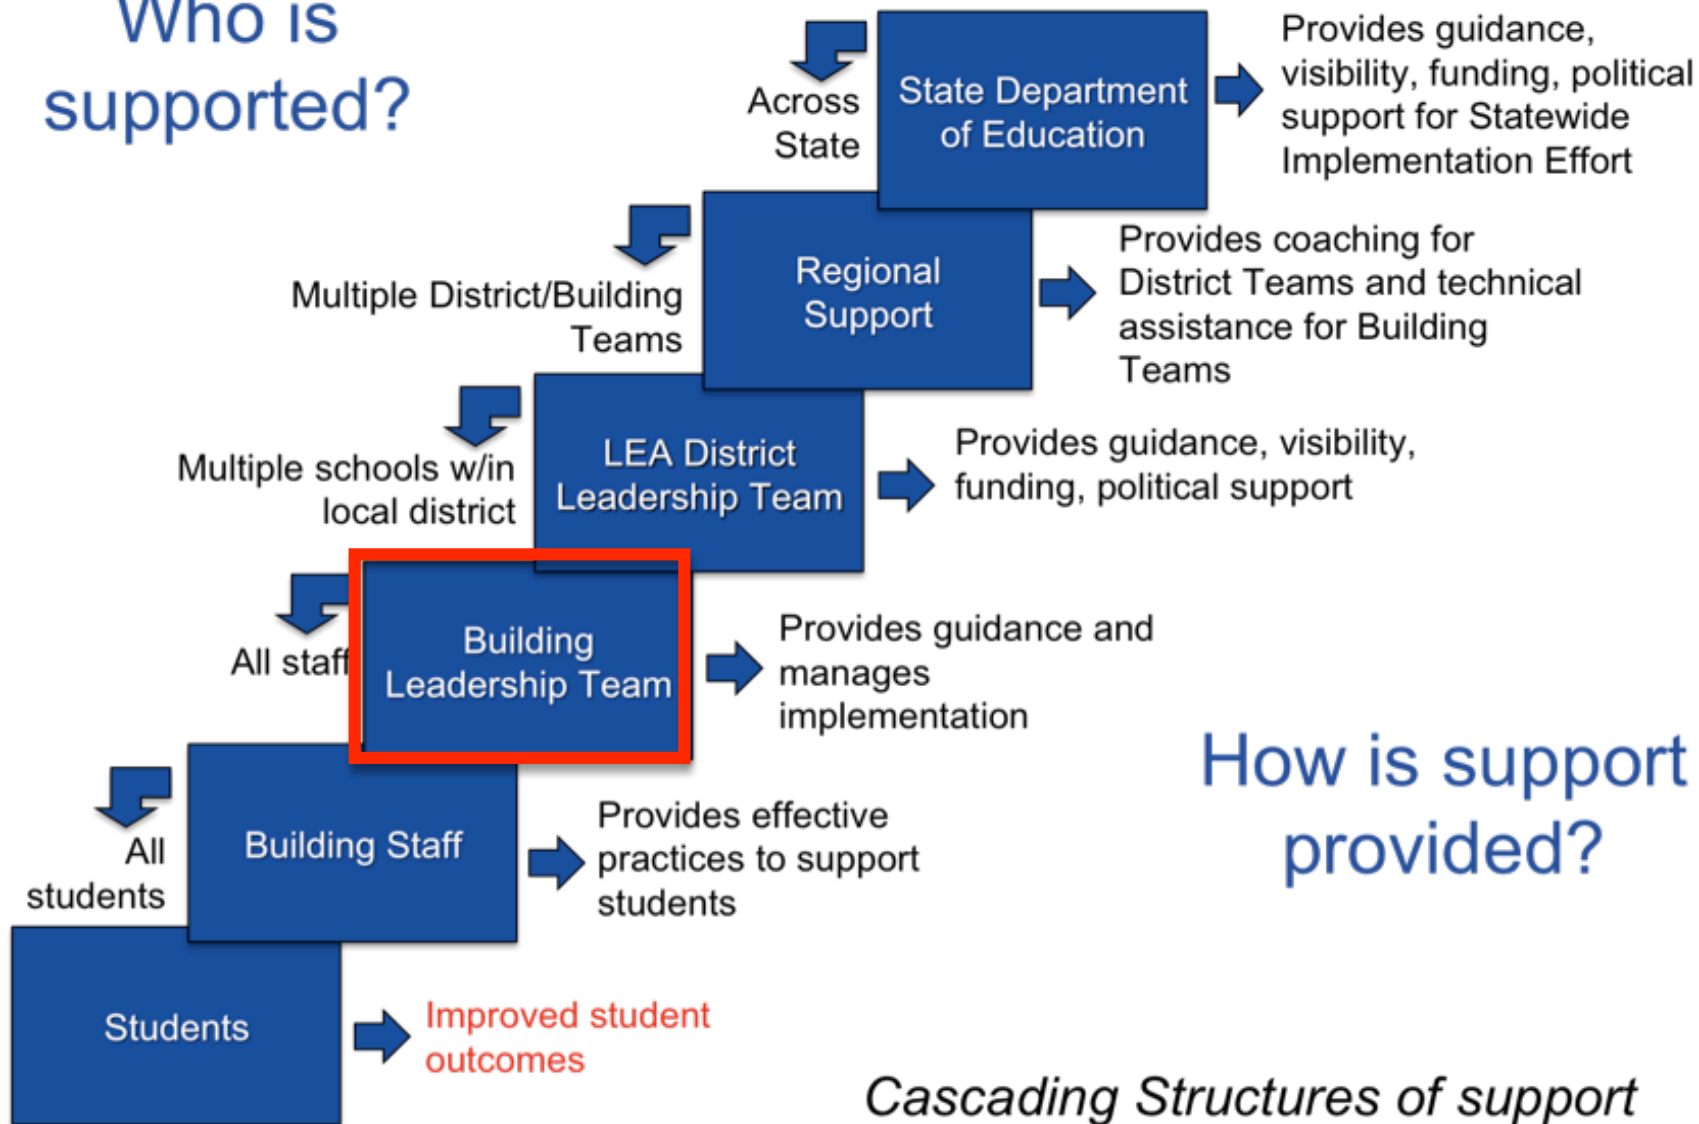 Who is
supported?
Across
State
State Department
of Education
Provides guidance,
visibility, funding, political
support for Statewide
Implementation Effort
Multiple District/Building
Teams
Regional
Support
Provides coaching for
District Teams and technical
assistance for Building
Teams
Multiple schools w/in
local district
LEA District
Leadership Team
Provides guidance, visibility,
funding, political support
All staff
Building
Leadership Team
Provides guidance and
manages
implementation
All
students
Building Staff
Provides effective
practices to support
students
How is support
provided?
Students
Improved student
outcomes
Cascading Structures of support